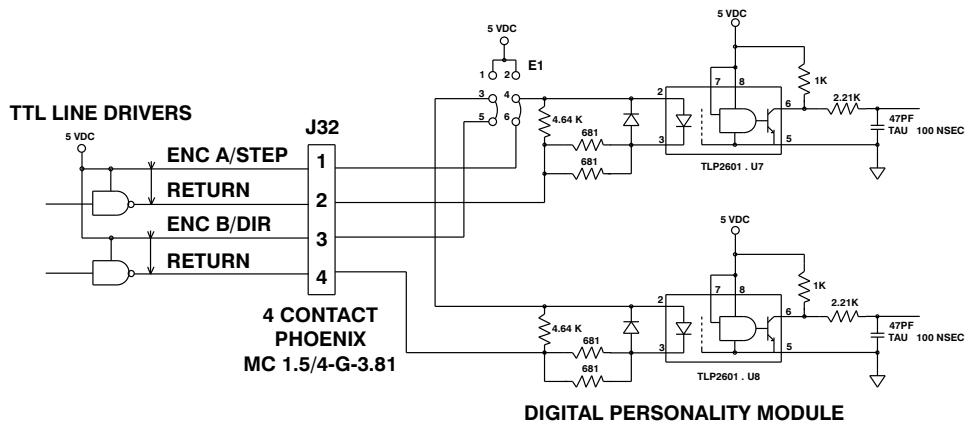 5 VDC
E1
1
2
3
4
5
6
TTL LINE DRIVERS
5 VDC
J32
ENC A/STEP
1
RETURN
2
ENC B/DIR
3
RETURN
4
4 CONTACT
PHOENIX
MC 1.5/4-G-3.81
5 VDC
7
8
1K
2
6
2.21K
4.64 K
681
681
3
5
47PF
TAU 100 NSEC
TLP2601 . U7
5 VDC
7
8
1K
2
6
2.21K
4.64 K
681
681
3
5
47PF
TAU 100 NSEC
TLP2601 . U8
DIGITAL PERSONALITY MODULE